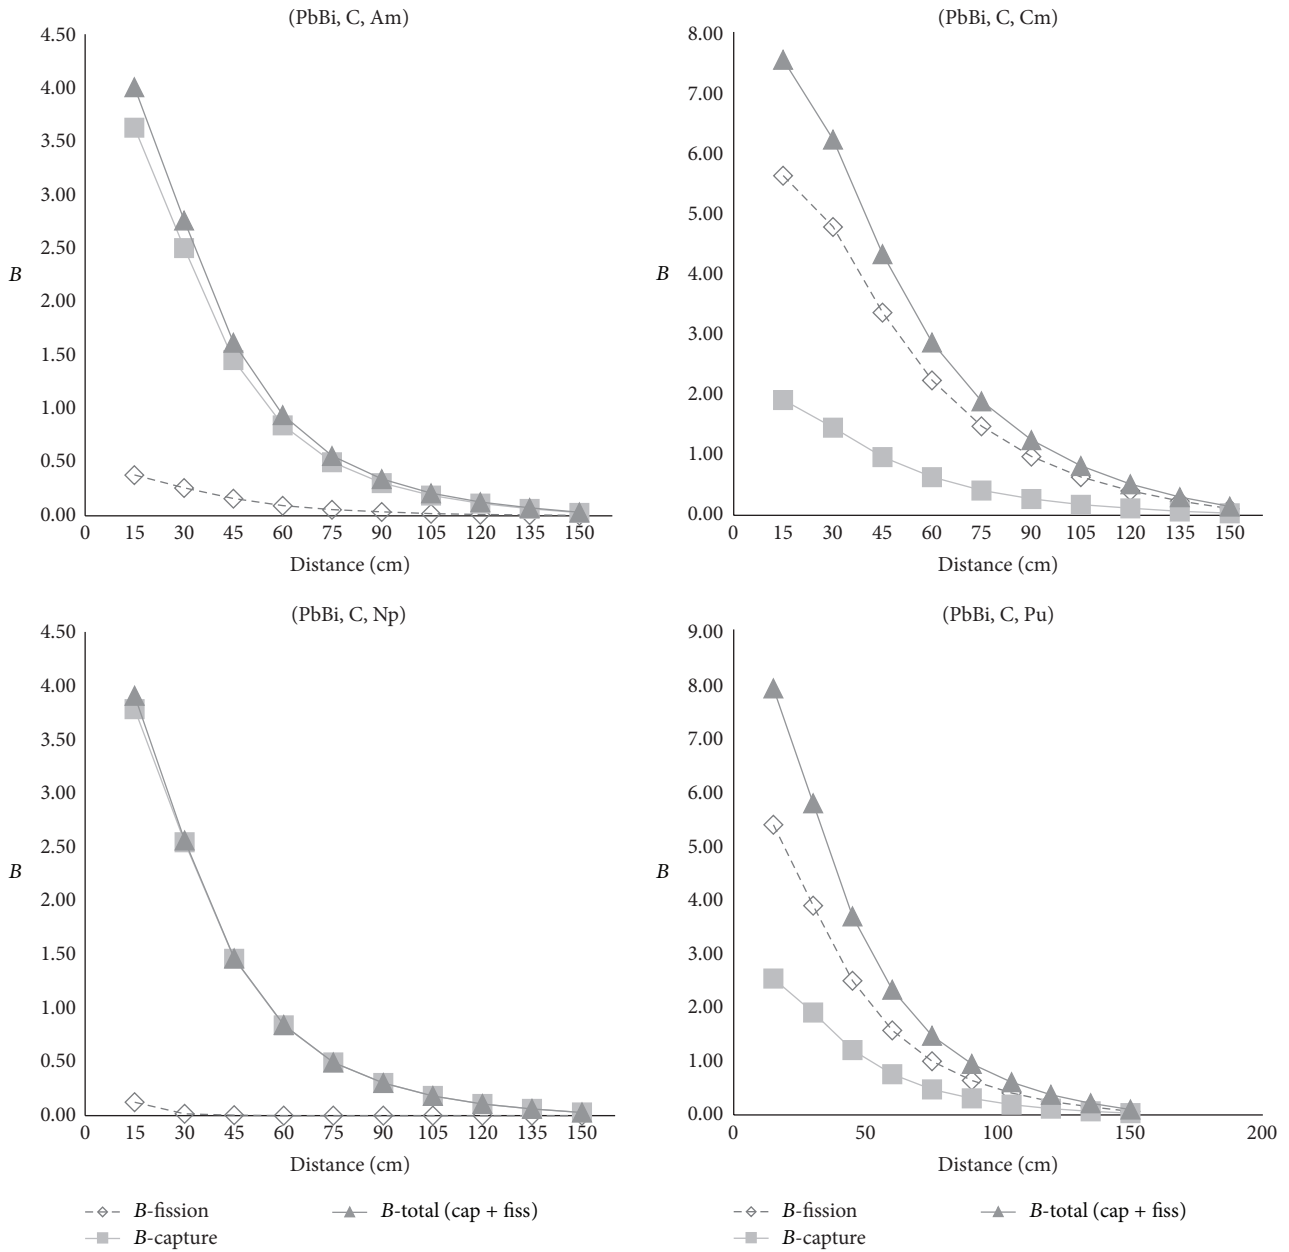 (PbBi, C, Am)
4.50
4.00
3.50
3.00
2.50
2.00
1.50
1.00
0.50
0.00
B
0 15 30 45 60 75 90 105 120 135 150
Distance (cm)
(PbBi, C, Cm)
8.00
7.00
6.00
5.00
4.00
3.00
2.00
1.00
0.00
B
0 15 30 45 60 75 90 105 120 135 150
Distance (cm)
(PbBi, C, Np)
4.50
4.00
3.50
3.00
2.50
2.00
1.50
1.00
0.50
0.00
B
0 15 30 45 60 75 90 105 120 135 150
Distance (cm)
B-fission
B-capture
B-total (cap + fiss)
(PbBi, C, Pu)
9.00
8.00
7.00
6.00
5.00
4.00
3.00
2.00
1.00
0.00
B
0 50 100 150 200
Distance (cm)
B-fission
B-capture
B-total (cap + fiss)